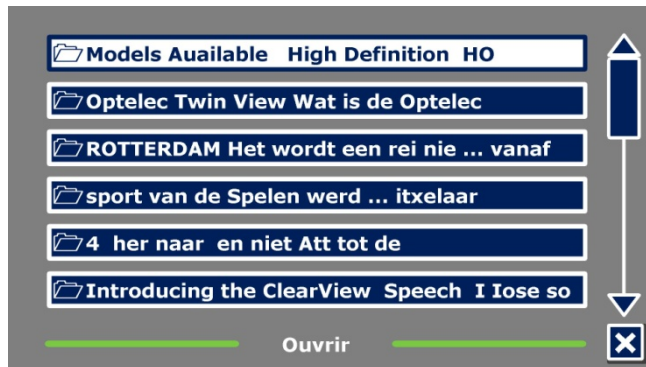 Models Auailable High Definition HO
Optelec Twin View Wat is de Optelec
ROTTERDAM Het wordt een rei nie ... vanaf
sport van de Spelen werd ... itxelaar
4 her naar en niet Att tot de
Introducing the ClearView Speech I Iose so
Ouvrir